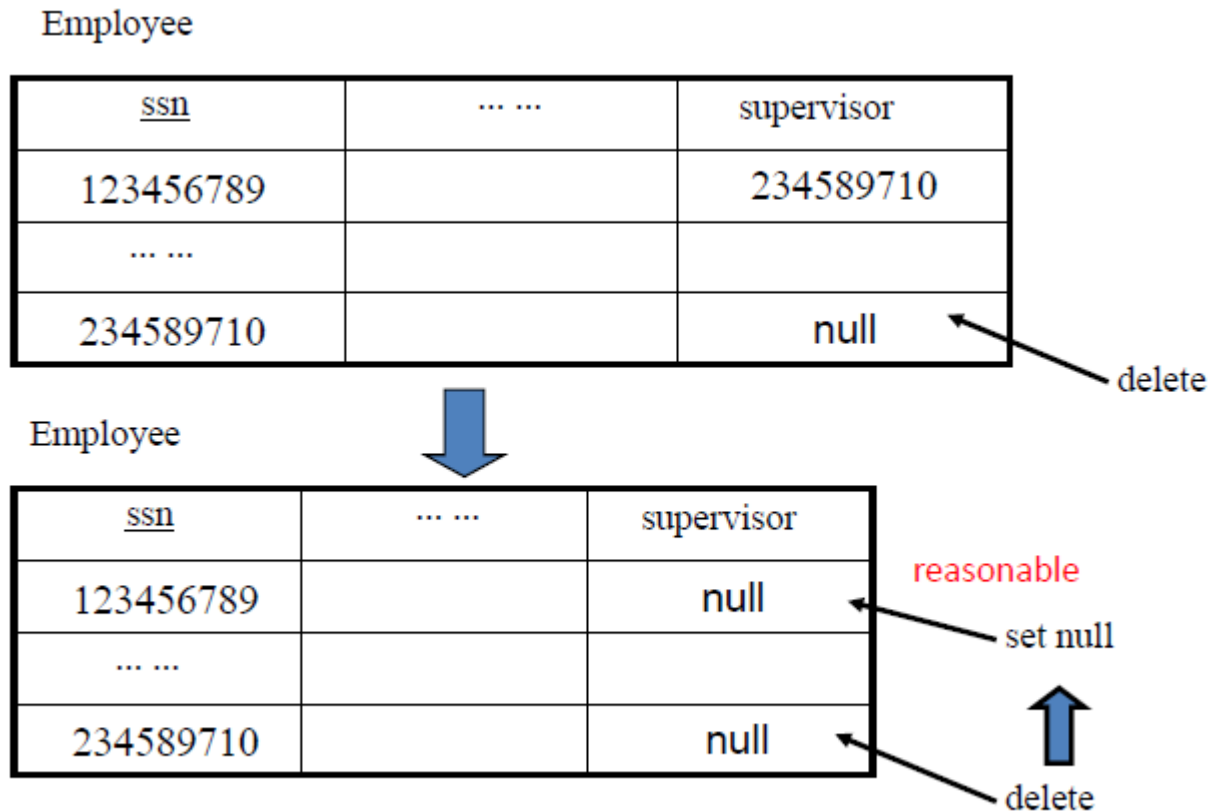 Employee
ssn ... ... supervisor
123456789 234589710
... ...
234589710 null
delete
Employee
ssn ... ... supervisor
123456789 null
reasonable
set null
... ...
234589710 null
delete